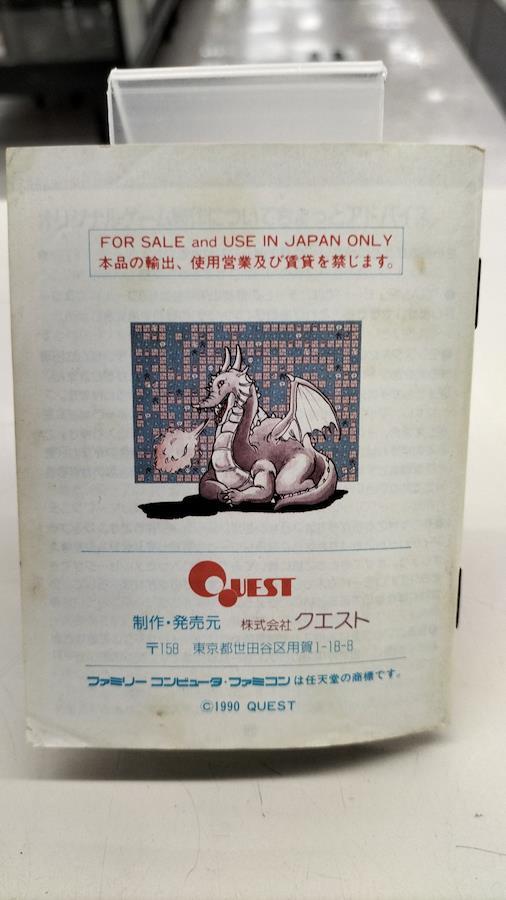 FOR SALE and USE IN JAPAN ONLY
本品の輸出、使用営業及び賃貸を禁じます。
QUEST
制作・発売元 株式会社クエスト
〒158 東京都世田谷区用賀1-18-8
ファミリーコンピュータ・ファミコンは任天堂の商標です。
©1990 QUEST